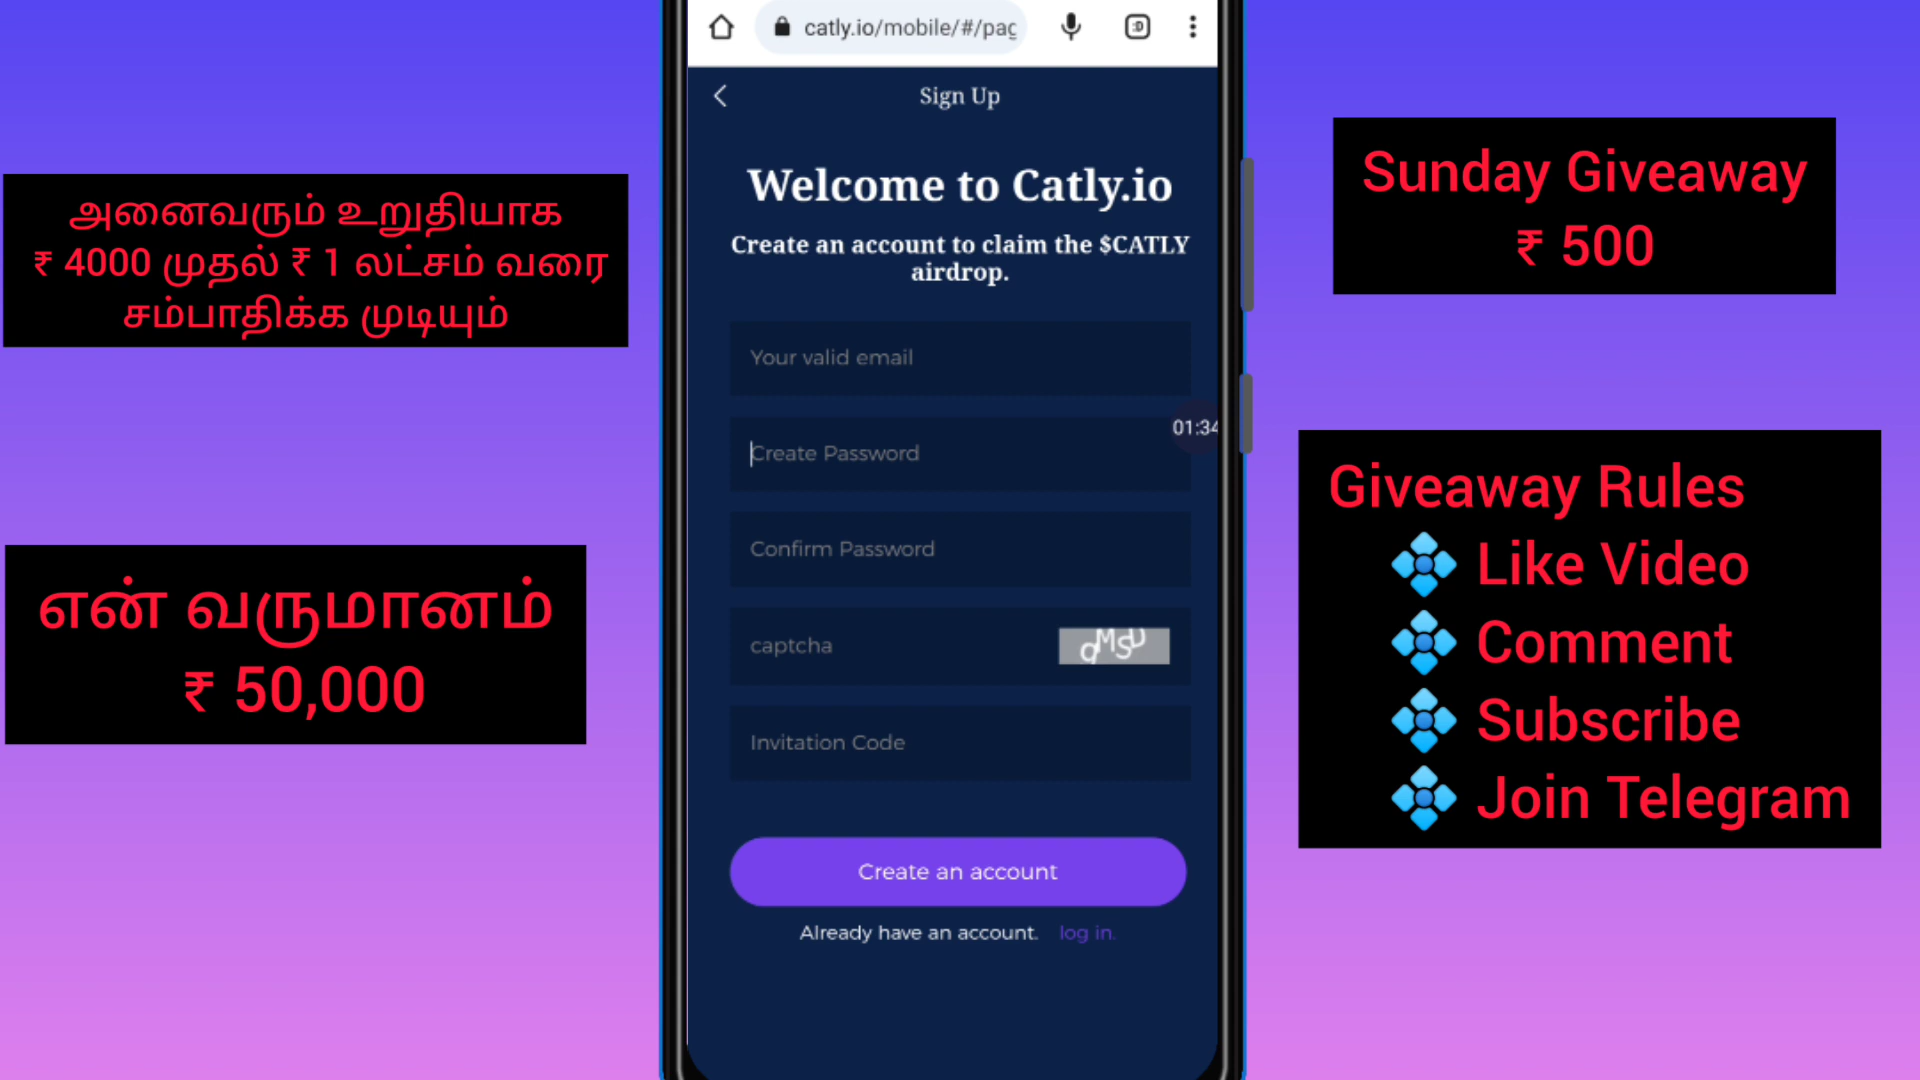 catly.io/mobile/#/pag
:D
Sign Up
Welcome to Catly.io
Create an account to claim the $CATLY
airdrop.
Your valid email
Create Password
01:34
Confirm Password
captcha
qMSD
Invitation Code
Create an account
Already have an account. log in.
அனைவரும் உறுதியாக
₹ 4000 முதல் ₹ 1 லட்சம் வரை
சம்பாதிக்க முடியும்
என் வருமானம்
₹ 50,000
Sunday Giveaway
₹ 500
Giveaway Rules
Like Video
Comment
Subscribe
Join Telegram